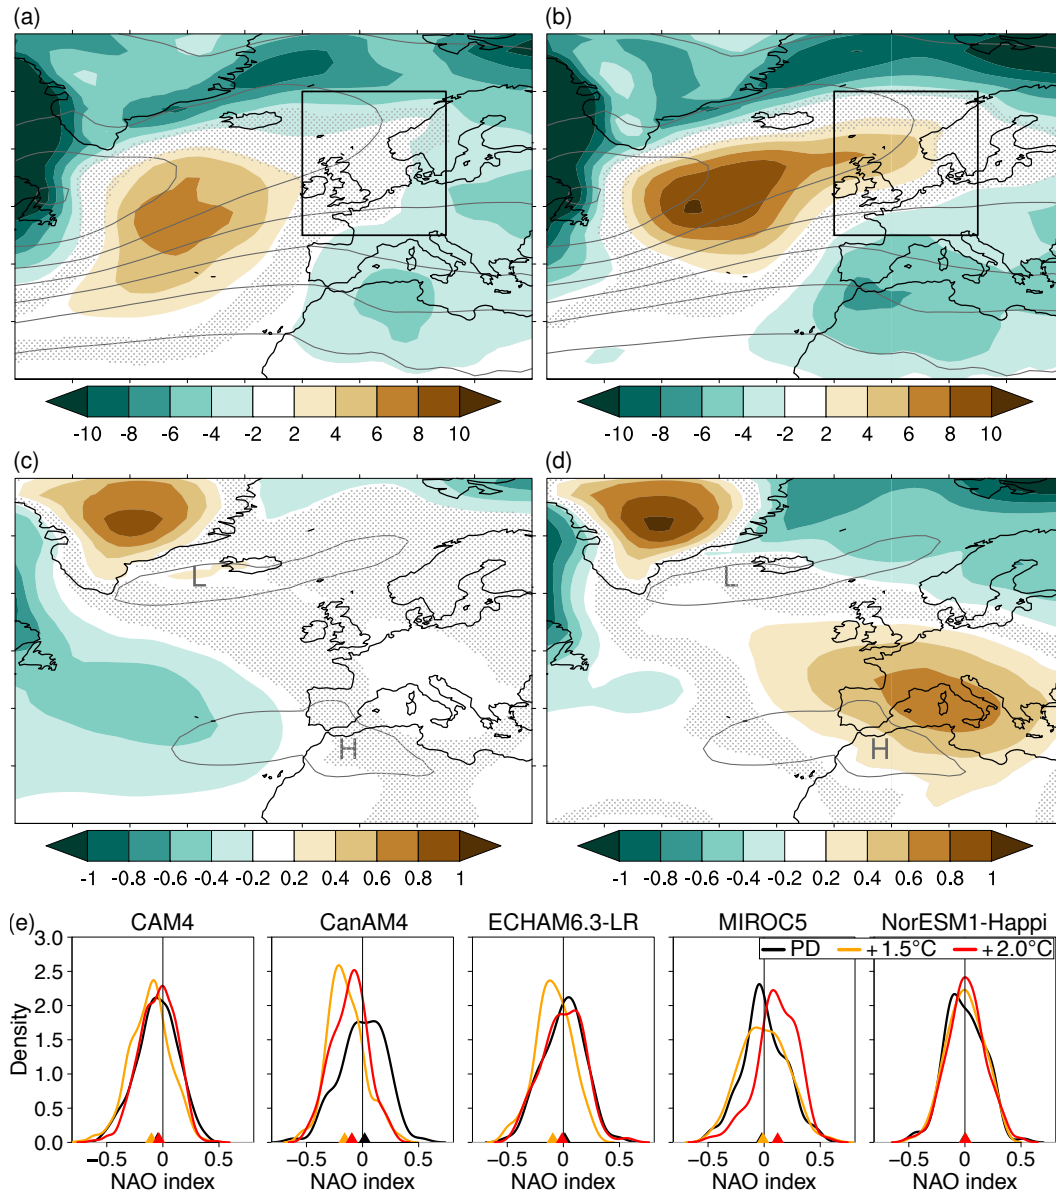 (a)
(b)
-10 -8 -6 -4 -2 2 4 6 8 10
-10 -8 -6 -4 -2 2 4 6 8 10
(c)
(d)
L
H
L
H
-1 -0.8 -0.6 -0.4 -0.2 0.2 0.4 0.6 0.8 1
-1 -0.8 -0.6 -0.4 -0.2 0.2 0.4 0.6 0.8 1
(e)
CAM4
CanAM4
ECHAM6.3-LR
MIROC5
NorESM1-Happi
PD +1.5°C +2.0°C
Density
3.0
2.5
2.0
1.5
1.0
0.5
0.0
−0.5 0 0.5
−0.5 0 0.5
−0.5 0 0.5
−0.5 0 0.5
−0.5 0 0.5
NAO index
NAO index
NAO index
NAO index
NAO index